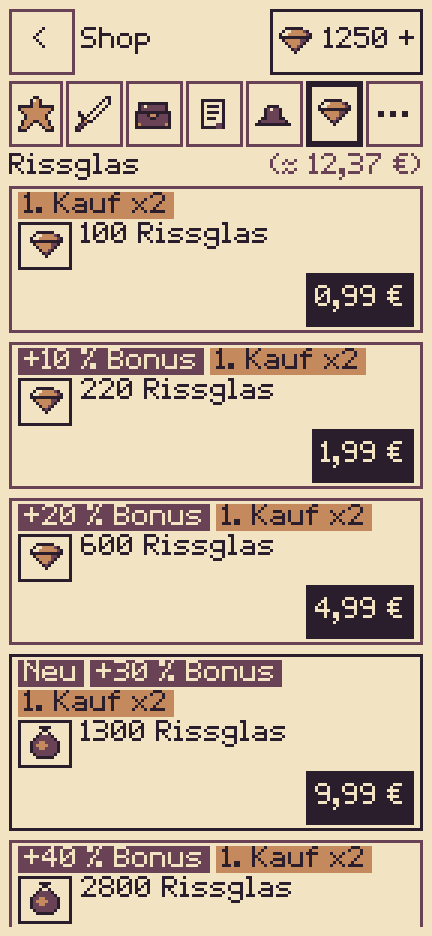 Shop
1250 +
Rissglas (≈ 12,37 €)
1. Kauf x2
100 Rissglas
0,99 €
+10 % Bonus 1. Kauf x2
220 Rissglas
1,99 €
+20 % Bonus 1. Kauf x2
600 Rissglas
4,99 €
Neu +30 % Bonus
1. Kauf x2
1300 Rissglas
9,99 €
+40 % Bonus 1. Kauf x2
2800 Rissglas